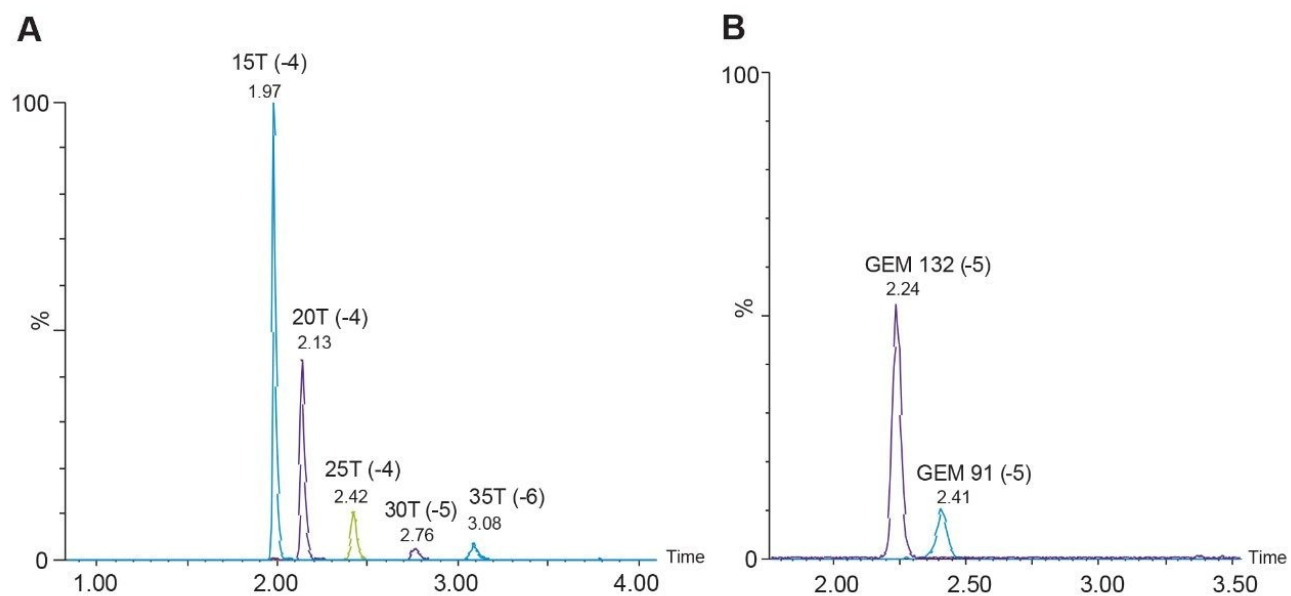 A
15T (-4)
1.97
100
20T (-4)
2.13
%
25T (-4)
2.42
30T (-5)
2.76
35T (-6)
3.08
0
Time
1.00 2.00 3.00 4.00
B
100
GEM 132 (-5)
2.24
%
GEM 91 (-5)
2.41
0
Time
2.00 2.50 3.00 3.50